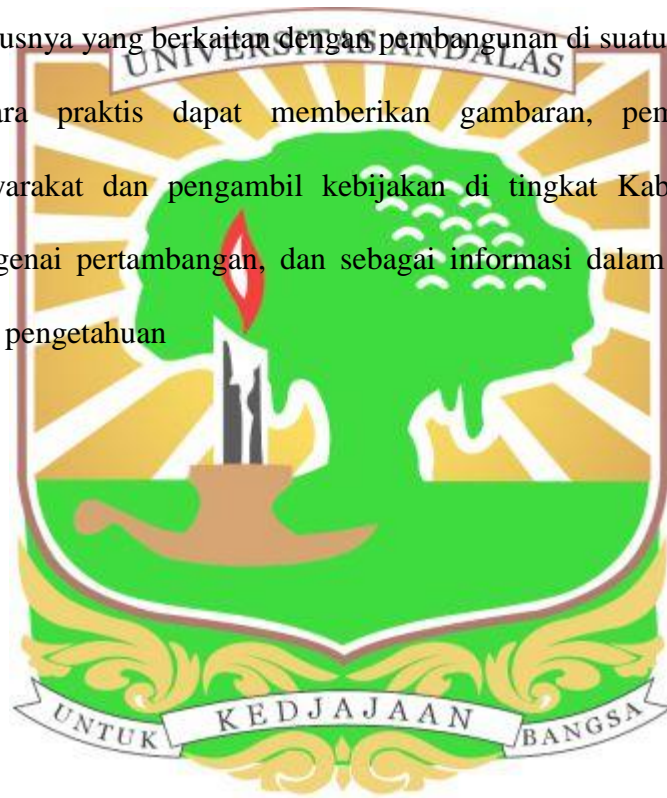 usnya yang berkaitan dengan pembangunan di suatu
UNIVERSITAS ANDALAS
ara praktis dapat memberikan gambaran, pem
yarakat dan pengambil kebijakan di tingkat Kab
genai pertambangan, dan sebagai informasi dalam
pengetahuan
UNTUK KEDJAJAAN BANGSA